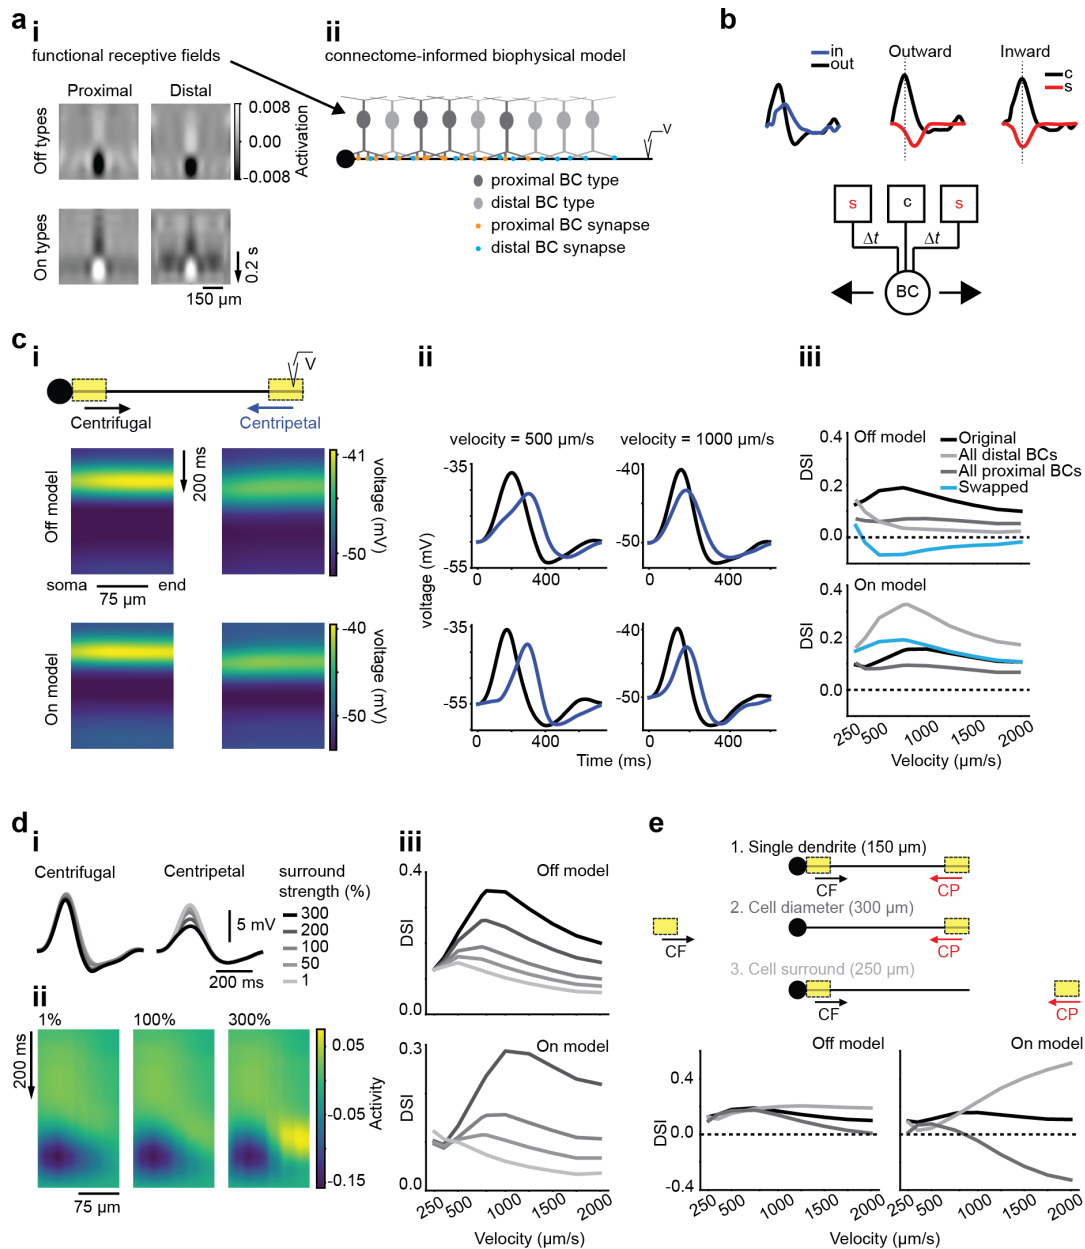 a
i
functional receptive fields
Proximal
Distal
Off types
On types
0.008
0.00
-0.008
Activation
0.2 s
150 µm
ii
connectome-informed biophysical model
V
proximal BC type
distal BC type
proximal BC synapse
distal BC synapse
b
in
out
Outward
Inward
c
s
s
c
s
Δt
Δt
BC
c
i
V
Centrifugal
Centripetal
Off model
200 ms
-41
-50
voltage (mV)
soma
end
75 µm
On model
-40
-50
voltage (mV)
ii
velocity = 500 µm/s
velocity = 1000 µm/s
-35
-55
0
400
-40
-50
0
400
-35
-55
0
400
-40
-50
0
400
voltage (mV)
Time (ms)
iii
0.4
0.2
0.0
DSI
Off model
Original
All distal BCs
All proximal BCs
Swapped
0.4
0.2
0.0
DSI
On model
250
500
1000
1500
2000
Velocity (µm/s)
d
i
Centrifugal
Centripetal
surround
strength (%)
300
200
100
50
1
5 mV
200 ms
ii
1%
100%
300%
200 ms
75 µm
0.05
-0.05
-0.15
Activity
iii
0.4
0.0
DSI
Off model
0.3
0.0
DSI
On model
250
500
1000
1500
2000
Velocity (µm/s)
e
1. Single dendrite (150 µm)
CF
CP
2. Cell diameter (300 µm)
CF
CP
3. Cell surround (250 µm)
CF
CP
Off model
On model
0.4
0.0
-0.4
DSI
250
500
1000
1500
2000
250
500
1000
1500
2000
Velocity (µm/s)